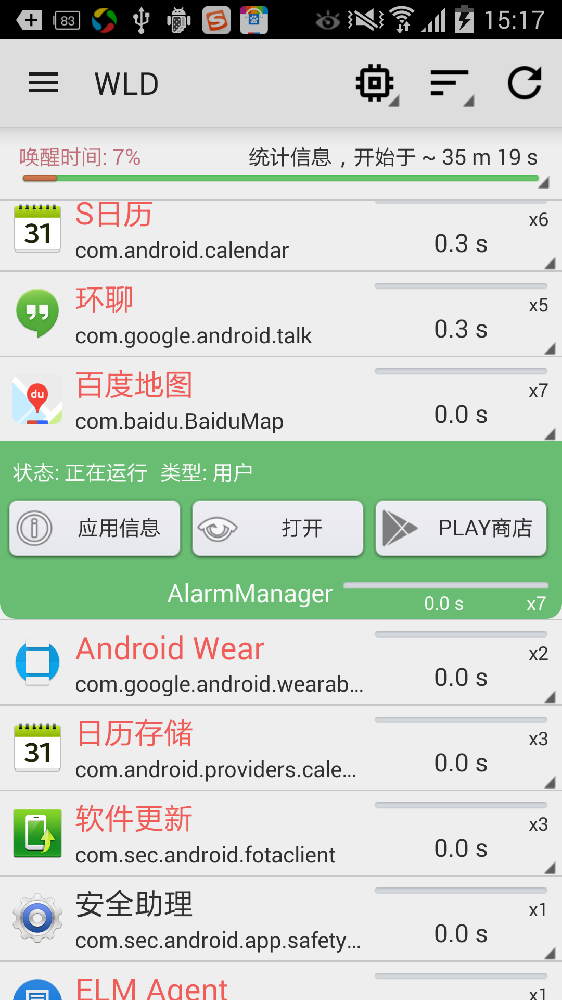 83
15:17
WLD
唤醒时间: 7%
统计信息，开始于 ~ 35 m 19 s
31
S日历
x6
com.android.calendar
0.3 s
环聊
x5
com.google.android.talk
0.3 s
du
百度地图
x7
com.baidu.BaiduMap
0.0 s
状态: 正在运行 类型: 用户
应用信息
打开
PLAY商店
AlarmManager
0.0 s
x7
Android Wear
x2
com.google.android.wearab...
0.0 s
31
日历存储
x3
com.android.providers.cale...
0.0 s
软件更新
x3
com.sec.android.fotaclient
0.0 s
安全助理
x1
com.sec.android.app.safety...
0.0 s
ELM Agent
x1